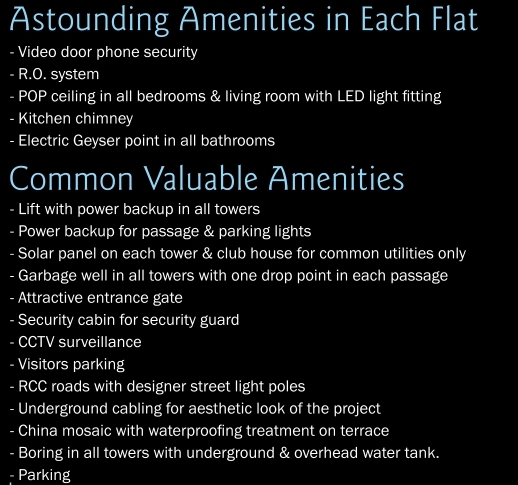 Astounding Amenities in Each Flat
- Video door phone security
- R.O. system
- POP ceiling in all bedrooms & living room with LED light fitting
- Kitchen chimney
- Electric Geyser point in all bathrooms
Common Valuable Amenities
- Lift with power backup in all towers
- Power backup for passage & parking lights
- Solar panel on each tower & club house for common utilities only
- Garbage well in all towers with one drop point in each passage
- Attractive entrance gate
- Security cabin for security guard
- CCTV surveillance
- Visitors parking
- RCC roads with designer street light poles
- Underground cabling for aesthetic look of the project
- China mosaic with waterproofing treatment on terrace
- Boring in all towers with underground & overhead water tank.
- Parking